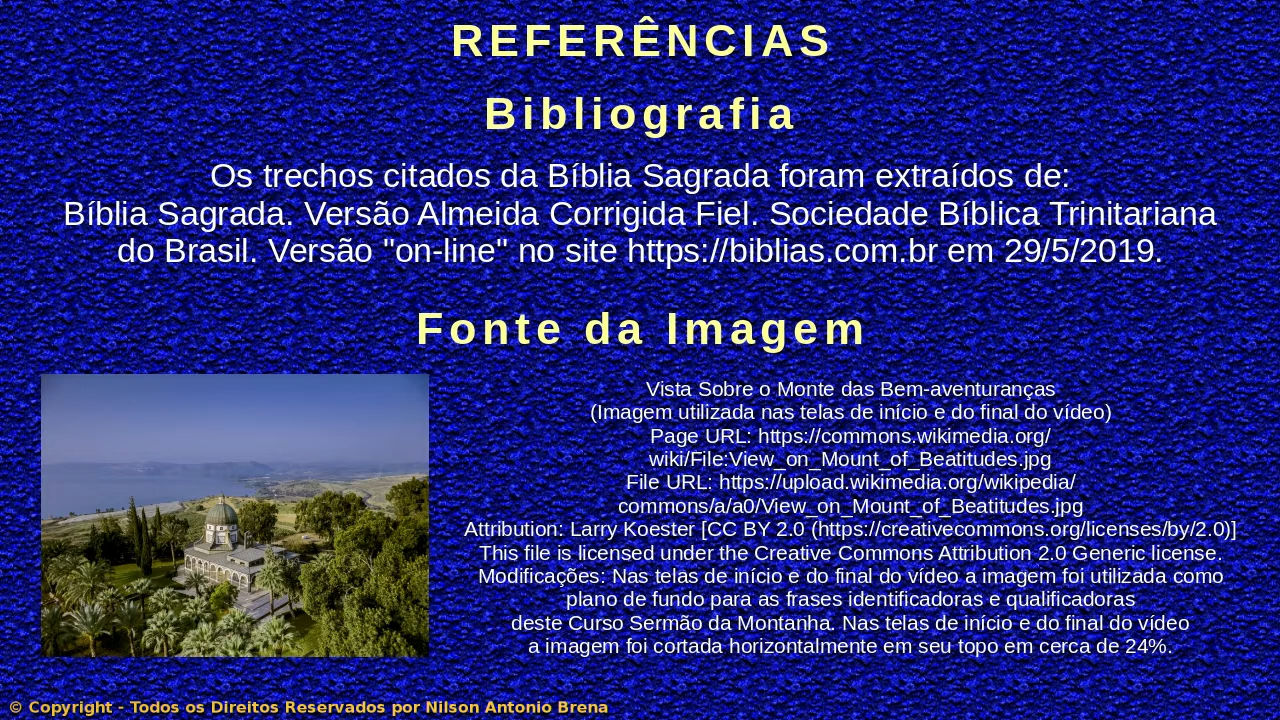 REFERÊNCIAS
Bibliografia
Os trechos citados da Bíblia Sagrada foram extraídos de:
Bíblia Sagrada. Versão Almeida Corrigida Fiel. Sociedade Bíblica Trinitariana
do Brasil. Versão "on-line" no site https://biblias.com.br em 29/5/2019.
Fonte da Imagem
Vista Sobre o Monte das Bem-aventuranças
(Imagem utilizada nas telas de início e do final do vídeo)
Page URL: https://commons.wikimedia.org/
wiki/File:View_on_Mount_of_Beatitudes.jpg
File URL: https://upload.wikimedia.org/wikipedia/
commons/a/a0/View_on_Mount_of_Beatitudes.jpg
Attribution: Larry Koester [CC BY 2.0 (https://creativecommons.org/licenses/by/2.0)]
This file is licensed under the Creative Commons Attribution 2.0 Generic license.
Modificações: Nas telas de início e do final do vídeo a imagem foi utilizada como
plano de fundo para as frases identificadoras e qualificadoras
deste Curso Sermão da Montanha. Nas telas de início e do final do vídeo
a imagem foi cortada horizontalmente em seu topo em cerca de 24%.
© Copyright - Todos os Direitos Reservados por Nilson Antonio Brena